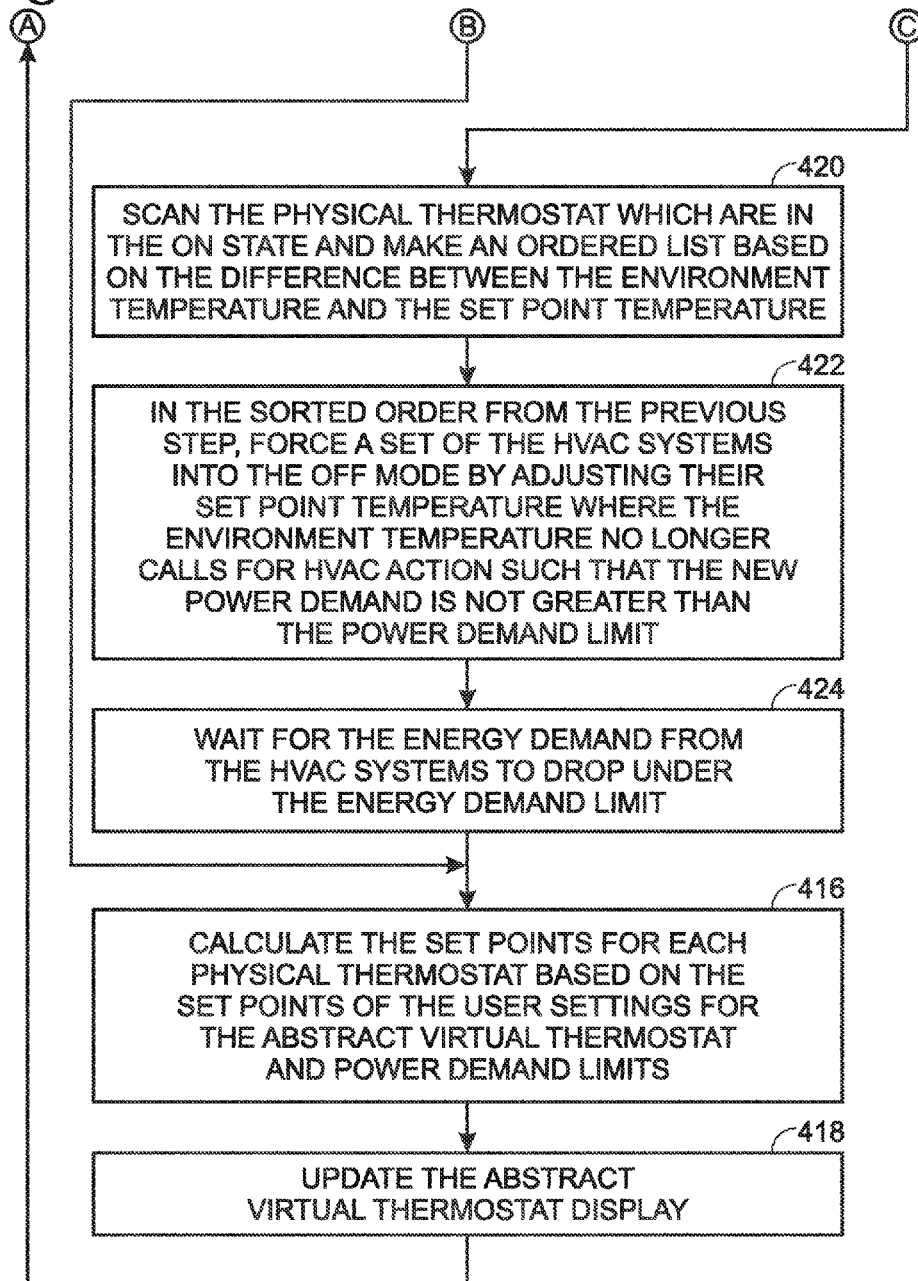 A
B
C
420
SCAN THE PHYSICAL THERMOSTAT WHICH ARE IN
THE ON STATE AND MAKE AN ORDERED LIST BASED
ON THE DIFFERENCE BETWEEN THE ENVIRONMENT
TEMPERATURE AND THE SET POINT TEMPERATURE
422
IN THE SORTED ORDER FROM THE PREVIOUS
STEP, FORCE A SET OF THE HVAC SYSTEMS
INTO THE OFF MODE BY ADJUSTING THEIR
SET POINT TEMPERATURE WHERE THE
ENVIRONMENT TEMPERATURE NO LONGER
CALLS FOR HVAC ACTION SUCH THAT THE NEW
POWER DEMAND IS NOT GREATER THAN
THE POWER DEMAND LIMIT
424
WAIT FOR THE ENERGY DEMAND FROM
THE HVAC SYSTEMS TO DROP UNDER
THE ENERGY DEMAND LIMIT
416
CALCULATE THE SET POINTS FOR EACH
PHYSICAL THERMOSTAT BASED ON THE
SET POINTS OF THE USER SETTINGS FOR
THE ABSTRACT VIRTUAL THERMOSTAT
AND POWER DEMAND LIMITS
418
UPDATE THE ABSTRACT
VIRTUAL THERMOSTAT DISPLAY